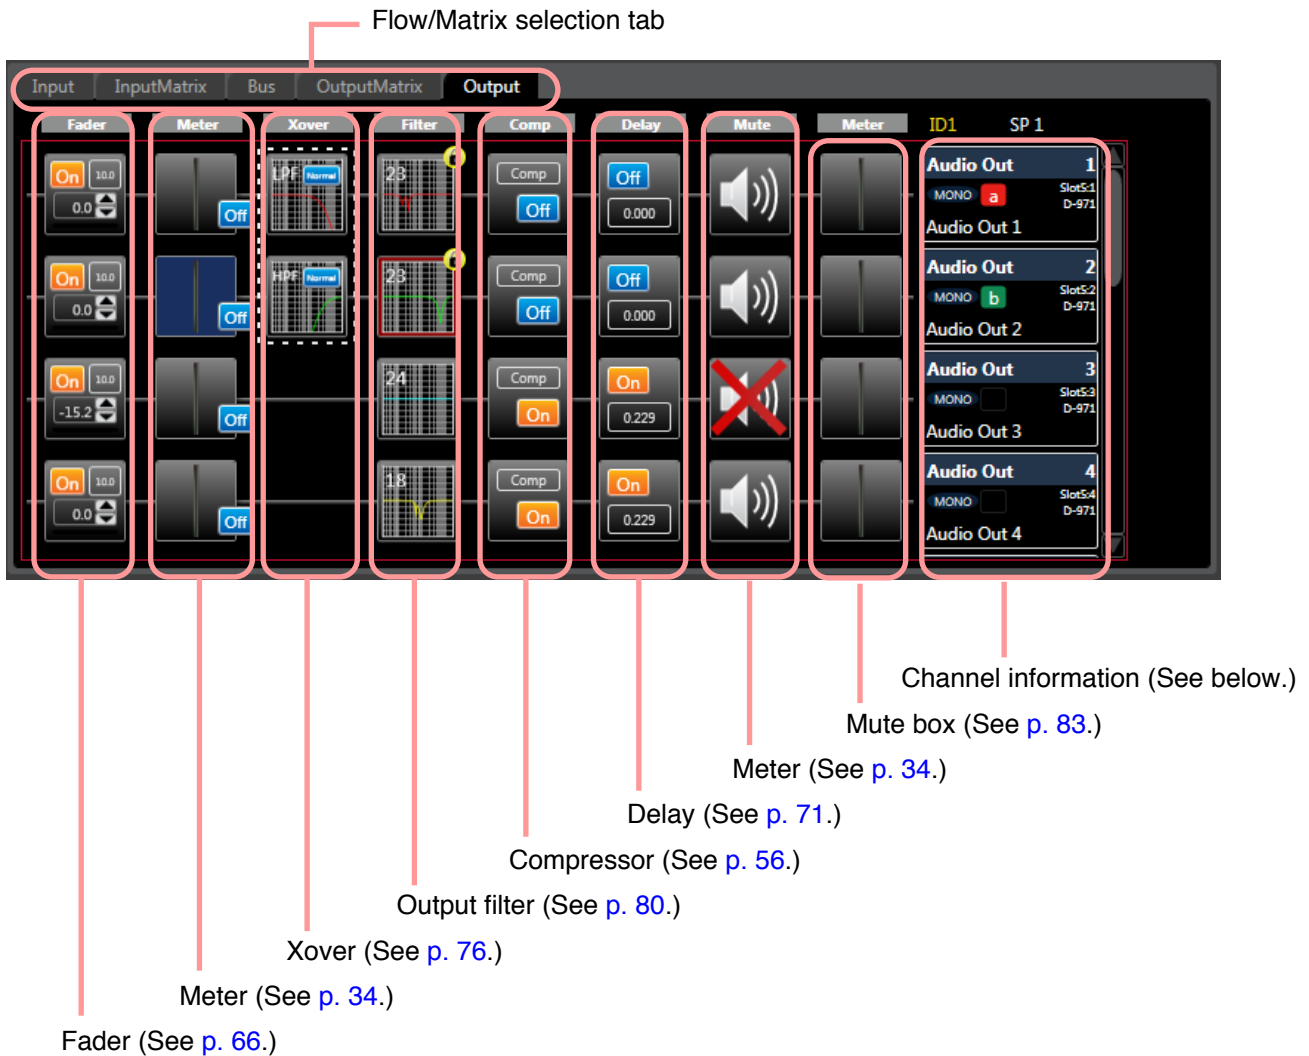 Flow/Matrix selection tab
Input InputMatrix Bus OutputMatrix Output
Fader Meter Xover Filter Comp Delay Mute Meter ID1 SP 1
On 10.0 0.0 Off LPF Normal 23 Comp Off Off 0.000
Audio Out 1
MONO a Slot5:1 D-971
Audio Out 1
On 10.0 0.0 Off HPF Normal 23 Comp Off Off 0.000
Audio Out 2
MONO b Slot5:2 D-971
Audio Out 2
On 10.0 -15.2 Off 24 Comp On On 0.229
Audio Out 3
MONO Slot5:3 D-971
Audio Out 3
On 10.0 0.0 Off 18 Comp On On 0.229
Audio Out 4
MONO Slot5:4 D-971
Audio Out 4
Channel information (See below.)
Mute box (See p. 83.)
Meter (See p. 34.)
Delay (See p. 71.)
Compressor (See p. 56.)
Output filter (See p. 80.)
Xover (See p. 76.)
Meter (See p. 34.)
Fader (See p. 66.)